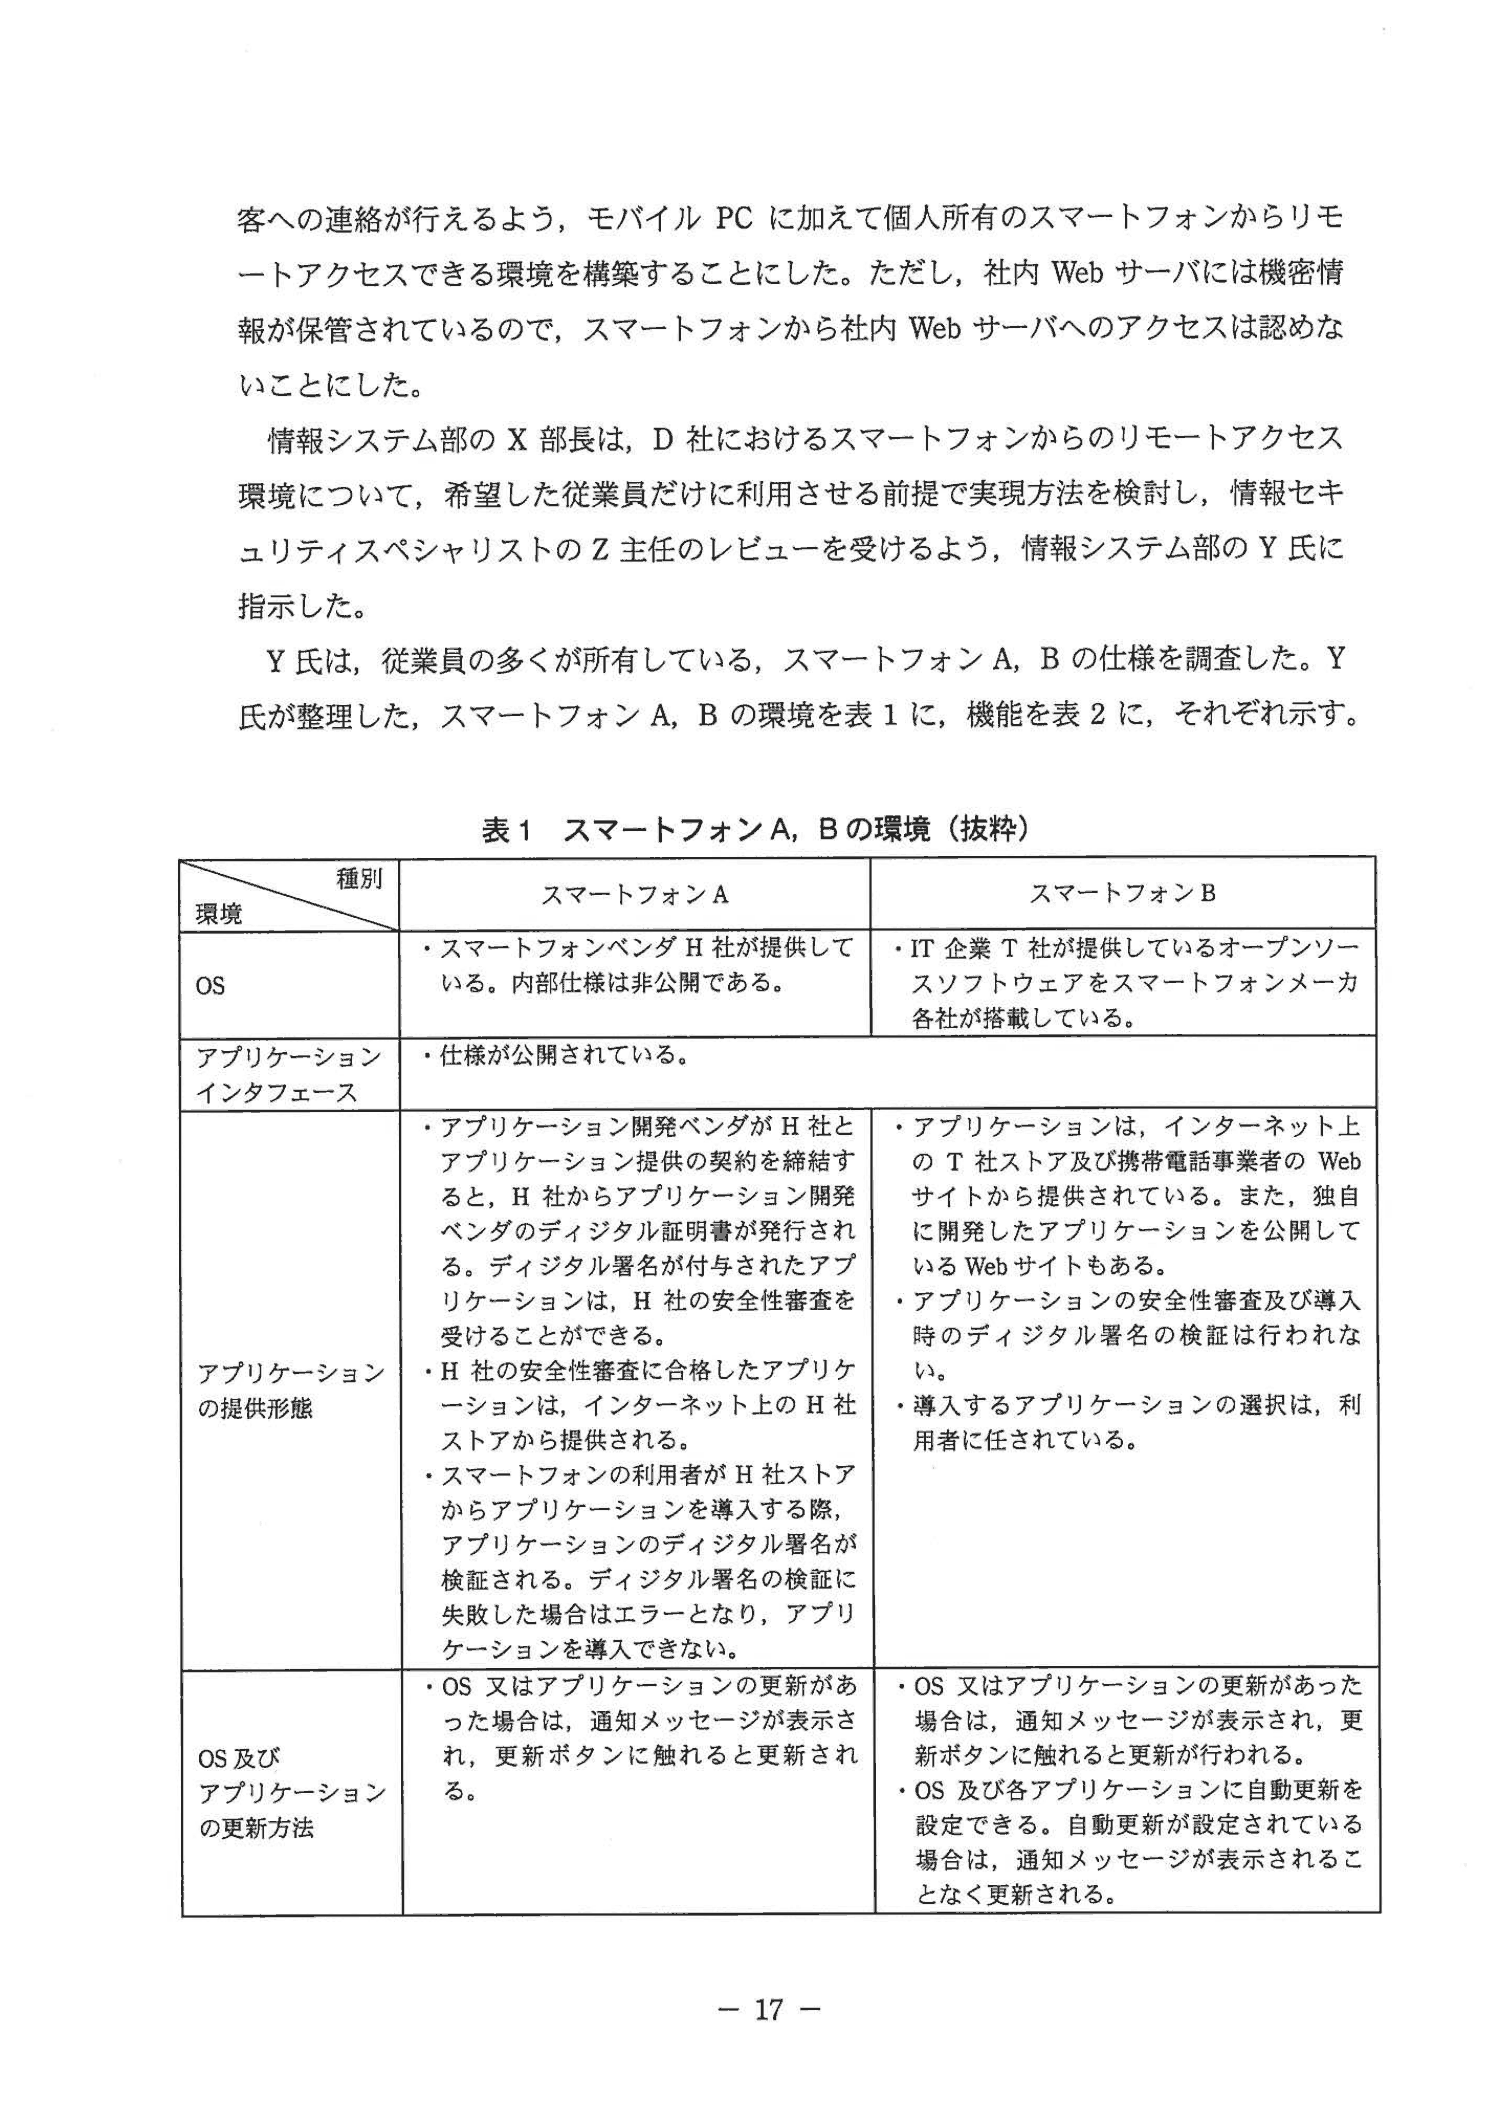 客への連絡が行えるよう，モバイル PC に加えて個人所有のスマートフォンからリモ
ートアクセスできる環境を構築することにした。ただし，社内 Web サーバには機密情
報が保管されているので，スマートフォンから社内 Web サーバへのアクセスは認めな
いことにした。
情報システム部の X 部長は，D 社におけるスマートフォンからのリモートアクセス
環境について，希望した従業員だけに利用させる前提で実現方法を検討し，情報セキ
ュリティスペシャリストの Z 主任のレビューを受けるよう，情報システム部の Y 氏に
指示した。
Y 氏は，従業員の多くが所有している，スマートフォン A，B の仕様を調査した。Y
氏が整理した，スマートフォン A，B の環境を表 1 に，機能を表 2 に，それぞれ示す。
表 1　スマートフォン A，B の環境（抜粋）
種別
環境
スマートフォン A
スマートフォン B
OS
・スマートフォンベンダ H 社が提供して
いる。内部仕様は非公開である。
・IT 企業 T 社が提供しているオープンソー
スソフトウェアをスマートフォンメーカ
各社が搭載している。
アプリケーション
インタフェース
・仕様が公開されている。
アプリケーション
の提供形態
・アプリケーション開発ベンダが H 社と
アプリケーション提供の契約を締結す
ると，H 社からアプリケーション開発
ベンダのディジタル証明書が発行され
る。ディジタル署名が付与されたアプ
リケーションは，H 社の安全性審査を
受けることができる。
・H 社の安全性審査に合格したアプリケ
ーションは，インターネット上の H 社
ストアから提供される。
・スマートフォンの利用者が H 社ストア
からアプリケーションを導入する際，
アプリケーションのディジタル署名が
検証される。ディジタル署名の検証に
失敗した場合はエラーとなり，アプリ
ケーションを導入できない。
・アプリケーションは，インターネット上
の T 社ストア及び携帯電話事業者の Web
サイトから提供されている。また，独自
に開発したアプリケーションを公開して
いる Web サイトもある。
・アプリケーションの安全性審査及び導入
時のディジタル署名の検証は行われな
い。
・導入するアプリケーションの選択は，利
用者に任されている。
OS 及び
アプリケーション
の更新方法
・OS 又はアプリケーションの更新があ
った場合は，通知メッセージが表示さ
れ，更新ボタンに触れると更新され
る。
・OS 又はアプリケーションの更新があった
場合は，通知メッセージが表示され，更
新ボタンに触れると更新が行われる。
・OS 及び各アプリケーションに自動更新を
設定できる。自動更新が設定されている
場合は，通知メッセージが表示されるこ
となく更新される。
－ 17 －